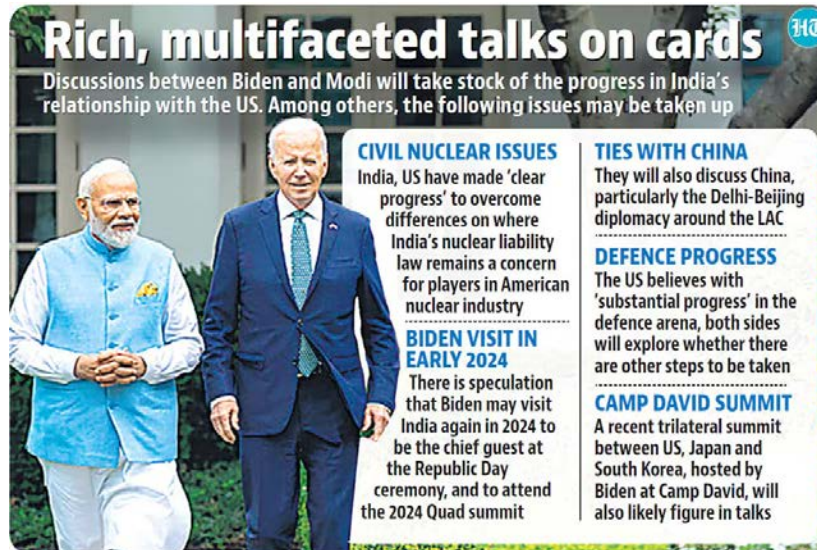 Rich, multifaceted talks on cards
HT
Discussions between Biden and Modi will take stock of the progress in India's
relationship with the US. Among others, the following issues may be taken up
CIVIL NUCLEAR ISSUES
India, US have made 'clear
progress' to overcome
differences on where
India's nuclear liability
law remains a concern
for players in American
nuclear industry
BIDEN VISIT IN
EARLY 2024
There is speculation
that Biden may visit
India again in 2024 to
be the chief guest at
the Republic Day
ceremony, and to attend
the 2024 Quad summit
TIES WITH CHINA
They will also discuss China,
particularly the Delhi-Beijing
diplomacy around the LAC
DEFENCE PROGRESS
The US believes with
'substantial progress' in the
defence arena, both sides
will explore whether there
are other steps to be taken
CAMP DAVID SUMMIT
A recent trilateral summit
between US, Japan and
South Korea, hosted by
Biden at Camp David, will
also likely figure in talks